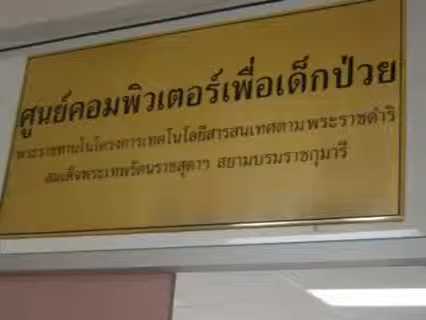 ศูนย์คอมพิวเตอร์เพื่อเด็กป่วย
พระราชทานในโครงการเทคโนโลยีสารสนเทศตามพระราชดำริ
สมเด็จพระเทพรัตนราชสุดาฯ สยามบรมราชกุมารี